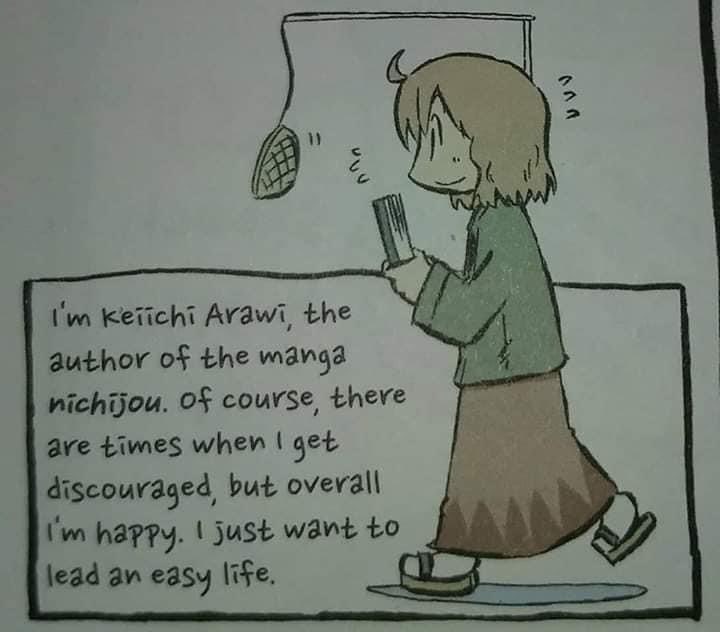 I'm Keiichi Arawi, the
author of the manga
nichijou. Of course, there
are times when I get
discouraged, but overall
I'm happy. I just want to
lead an easy life.